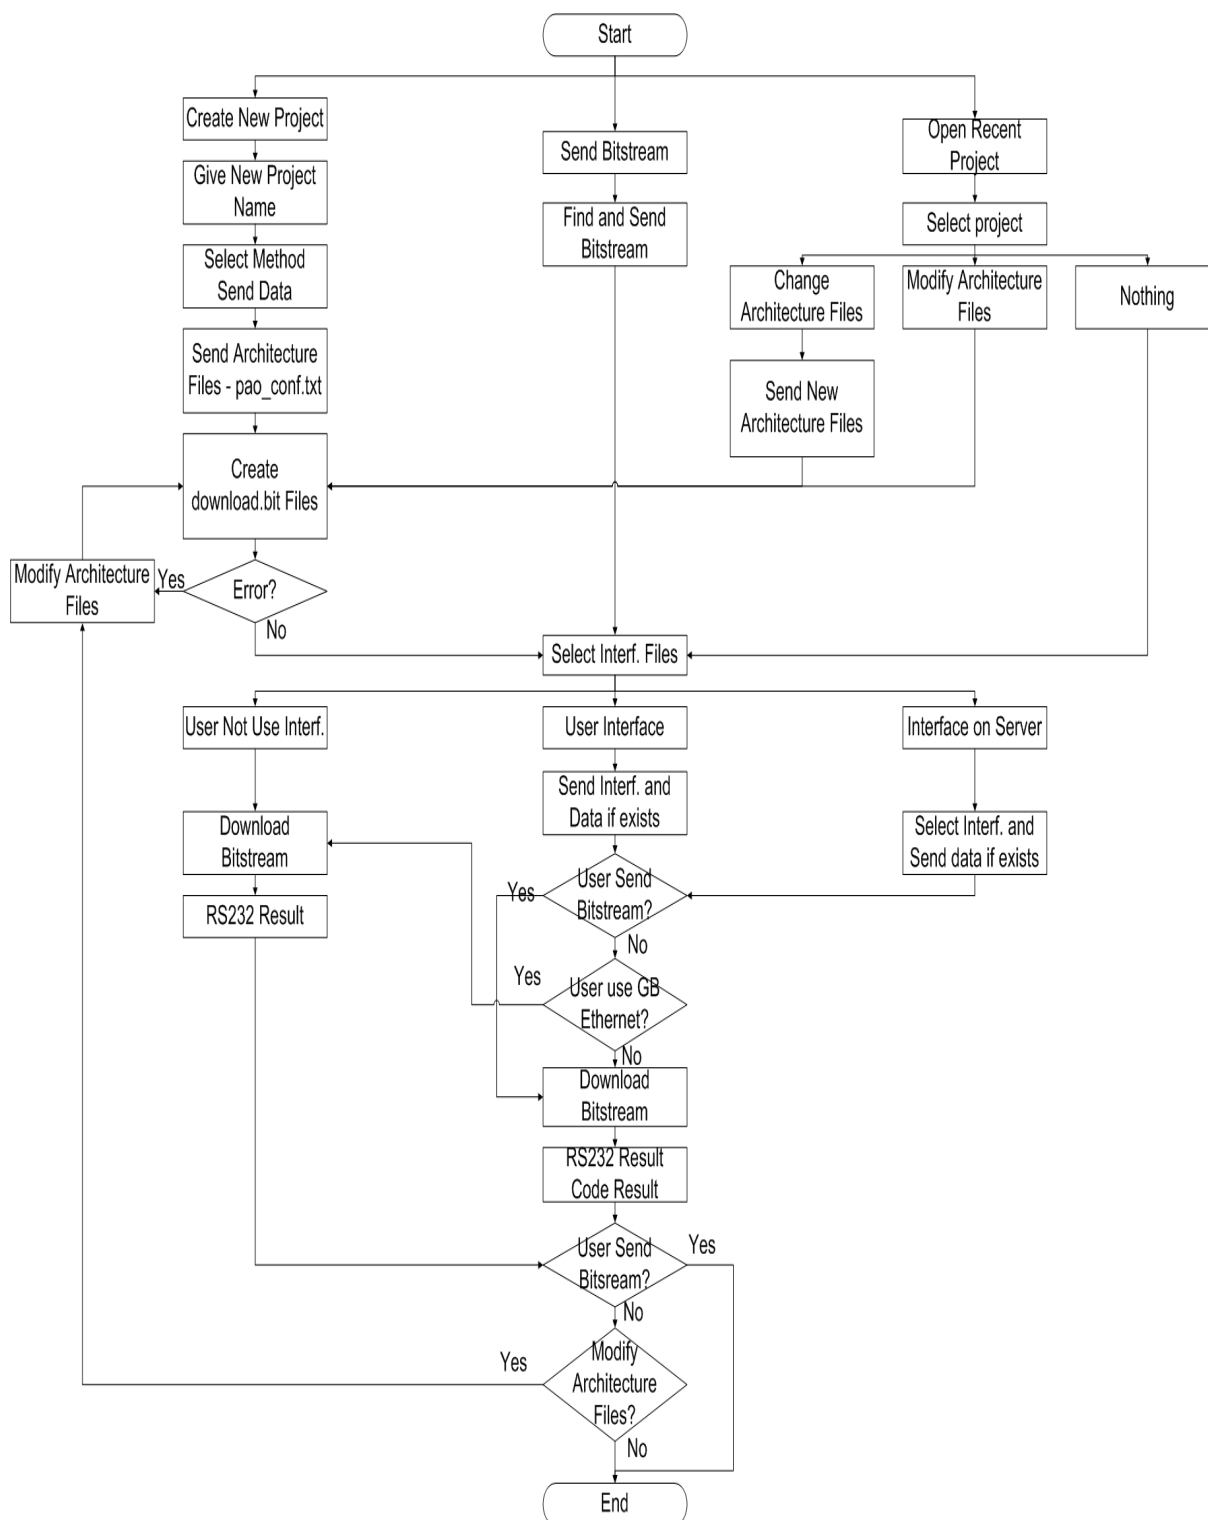 Start
Create New Project
Send Bitstream
Open Recent
Project
Give New Project
Name
Find and Send
Bitstream
Select project
Select Method
Send Data
Change
Architecture Files
Modify Architecture
Files
Nothing
Send Architecture
Files - pao_conf.txt
Send New
Architecture Files
Create
download.bit Files
Modify Architecture
Files
Yes
Error?
No
Select Interf. Files
User Not Use Interf.
User Interface
Interface on Server
Send Interf. and
Data if exists
Download
Bitstream
Select Interf. and
Send data if exists
Yes
User Send
Bitstream?
RS232 Result
No
Yes
User use GB
Ethernet?
No
Download
Bitstream
RS232 Result
Code Result
User Send
Bitsream?
Yes
No
Yes
Modify
Architecture
Files?
No
End